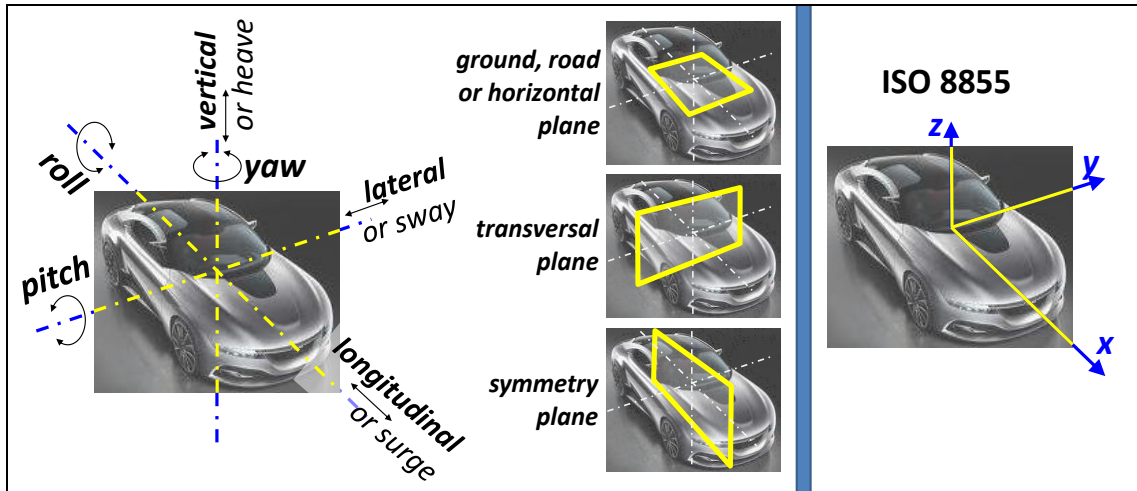 vertical
or heave
roll
yaw
lateral
or sway
pitch
longitudinal
or surge
ground, road
or horizontal
plane
transversal
plane
symmetry
plane
ISO 8855
z
y
x